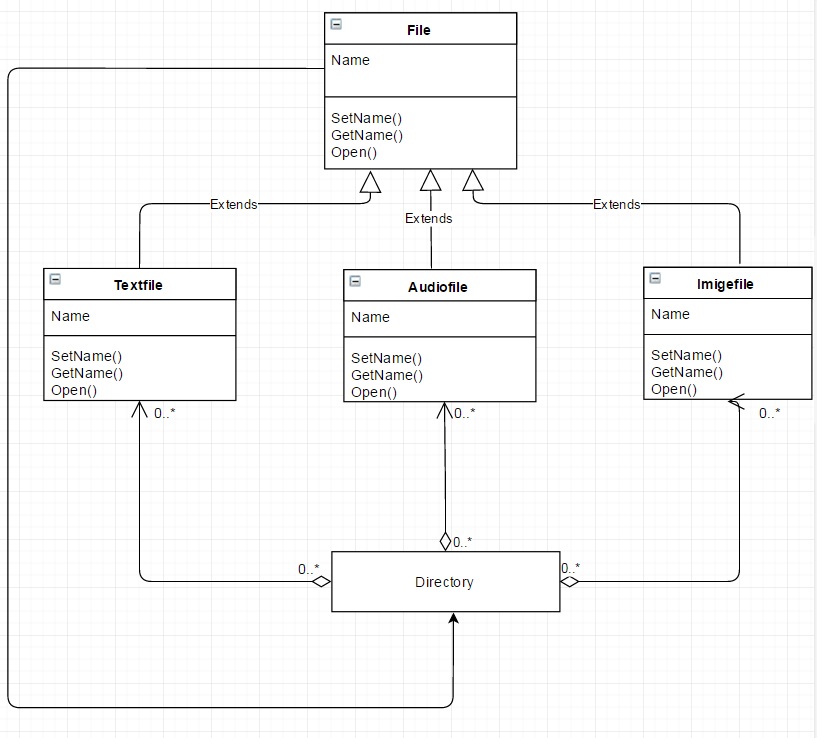 File
Name
SetName()
GetName()
Open()
Extends
Extends
Extends
Textfile
Name
SetName()
GetName()
Open()
Audiofile
Name
SetName()
GetName()
Open()
Imigefile
Name
SetName()
GetName()
Open()
0..*
0..*
0..*
0..*
0..*
0..*
Directory